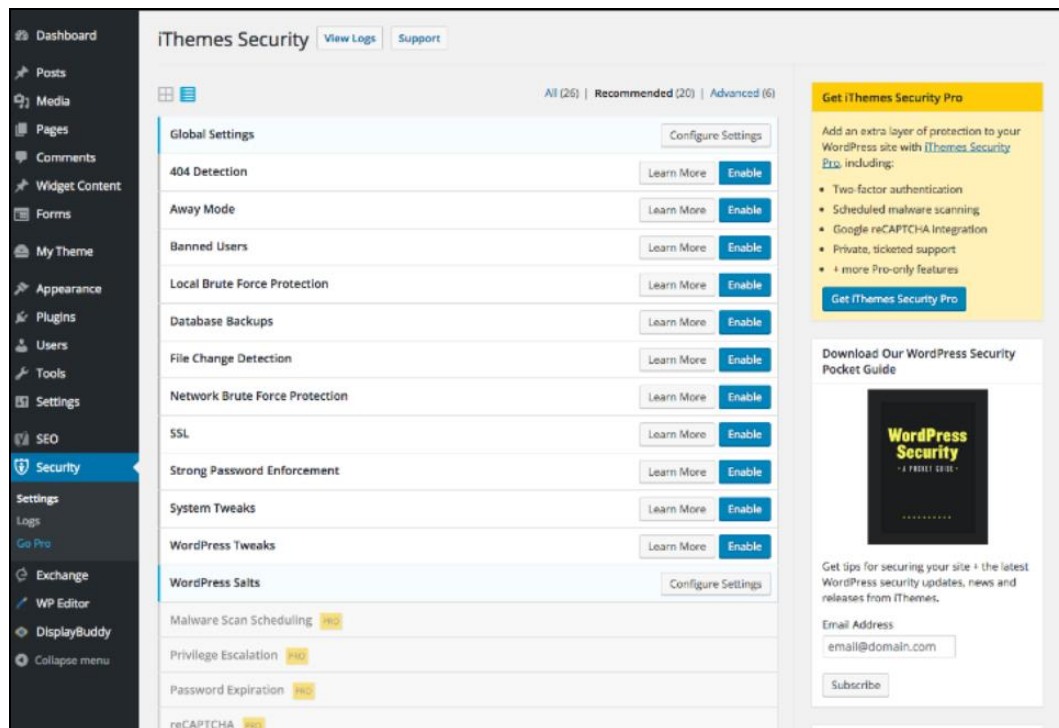 Dashboard
Posts
Media
Pages
Comments
Widget Content
Forms
My Theme
Appearance
Plugins
Users
Tools
Settings
SEO
Security
Settings
Logs
Go Pro
Exchange
WP Editor
DisplayBuddy
Collapse menu
iThemes Security View Logs Support
All (26) | Recommended (20) | Advanced (6)
Global Settings Configure Settings
404 Detection Learn More Enable
Away Mode Learn More Enable
Banned Users Learn More Enable
Local Brute Force Protection Learn More Enable
Database Backups Learn More Enable
File Change Detection Learn More Enable
Network Brute Force Protection Learn More Enable
SSL Learn More Enable
Strong Password Enforcement Learn More Enable
System Tweaks Learn More Enable
WordPress Tweaks Learn More Enable
WordPress Salts Configure Settings
Malware Scan Scheduling PRO
Privilege Escalation PRO
Password Expiration PRO
reCAPTCHA PRO
Get iThemes Security Pro
Add an extra layer of protection to your
WordPress site with iThemes Security
Pro, including:
• Two-factor authentication
• Scheduled malware scanning
• Google reCAPTCHA integration
• Private, ticketed support
• + more Pro-only features
Get iThemes Security Pro
Download Our WordPress Security
Pocket Guide
WordPress
Security
• A POCKET GUIDE •
Get tips for securing your site + the latest
WordPress security updates, news and
releases from iThemes.
Email Address
email@domain.com
Subscribe